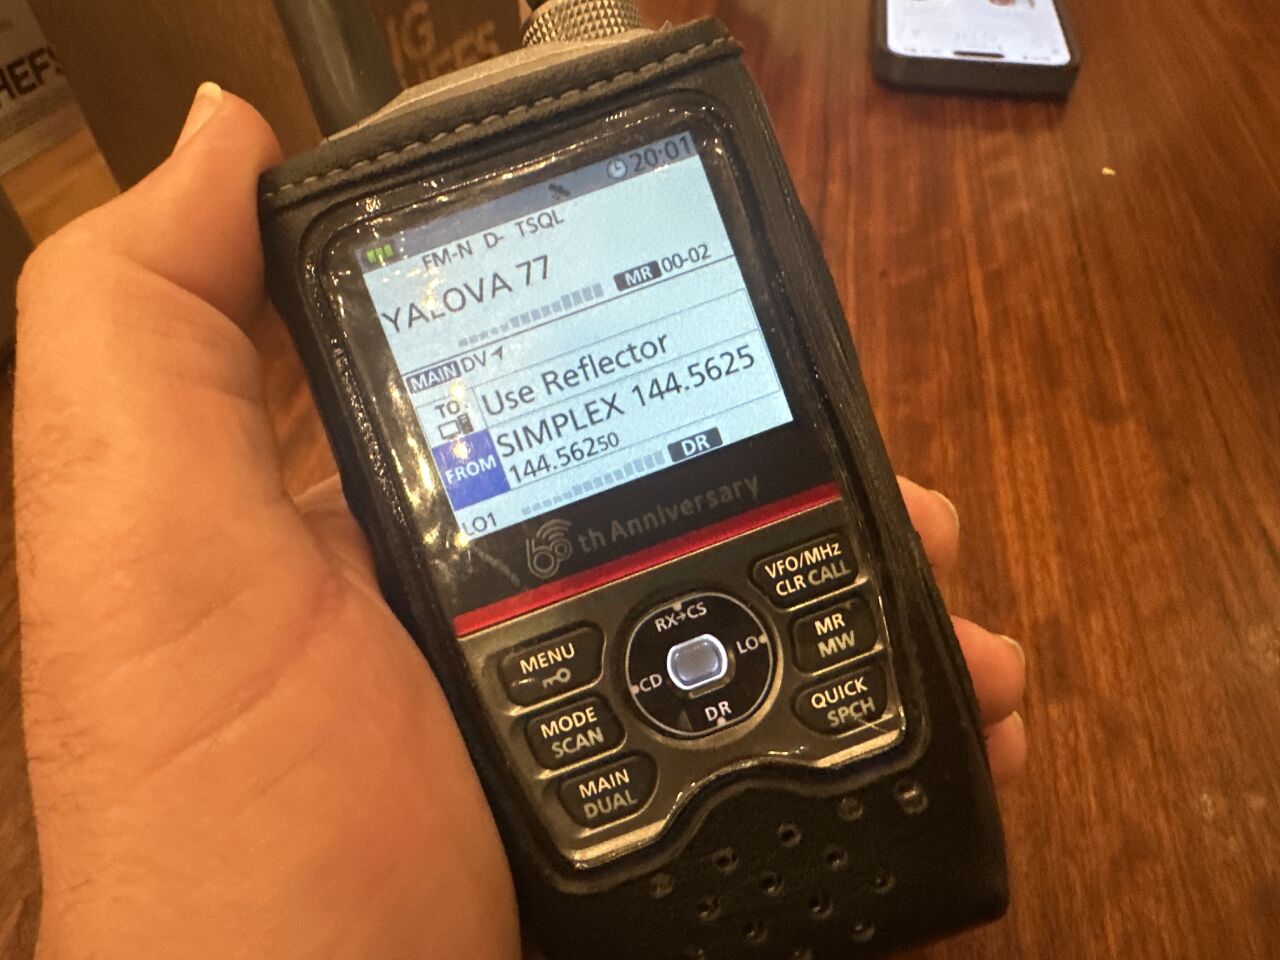 20:01
FM-N D- TSQL
YALOVA 77
MR 00-02
MAIN DV
TO Use Reflector
FROM SIMPLEX 144.5625
144.56250
LO1 DR
60th Anniversary
VFO/MHz
CLR CALL
RX→CS
MENU
MR
MW
LO
CD
MODE
SCAN
DR
QUICK
SPCH
MAIN
DUAL